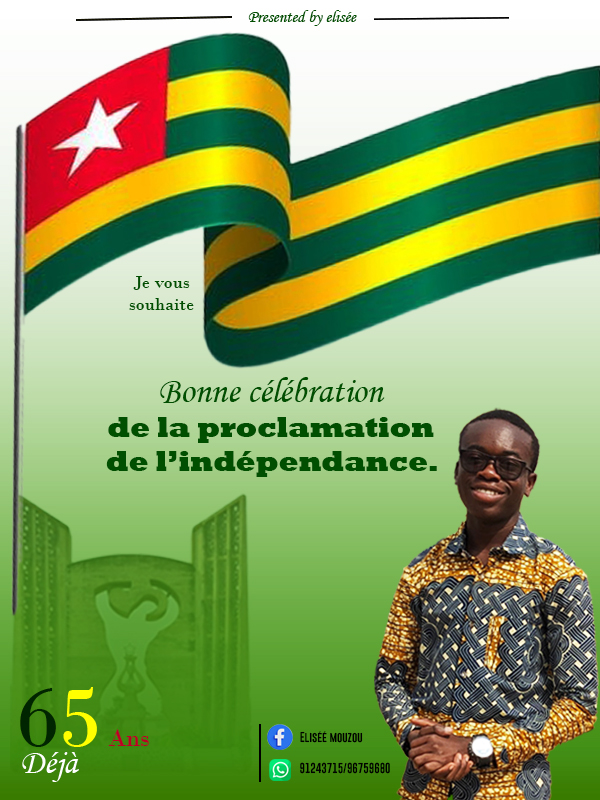 Presented by elisée
Je vous
souhaite
Bonne célébration
de la proclamation
de l'indépendance.
65 Ans
Déjà
Elisée mouzou
91243715/96759680